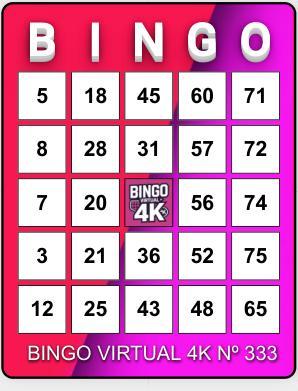 B I N G O
5 18 45 60 71
8 28 31 57 72
7 20 BINGO VIRTUAL 4K 56 74
3 21 36 52 75
12 25 43 48 65
BINGO VIRTUAL 4K Nº 333